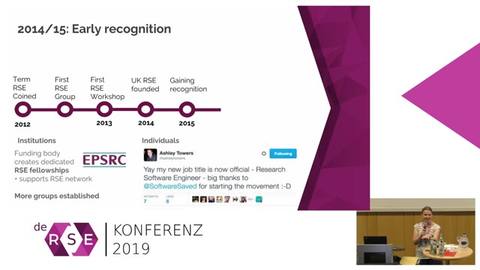 2014/15: Early recognition
Term First First UK RSE Gaining
RSE RSE RSE founded recognition
Coined Group Workshop
2012 2013 2014 2015
Institutions
Funding body
creates dedicated
RSE fellowships
+ supports RSE network
EPSRC
More groups established
Individuals
Ashley Towers
Following
Yay my new job title is now official - Research
Software Engineer - big thanks to
@SoftwareSaved for starting the movement :-D
de
RSE
KONFERENZ
2019